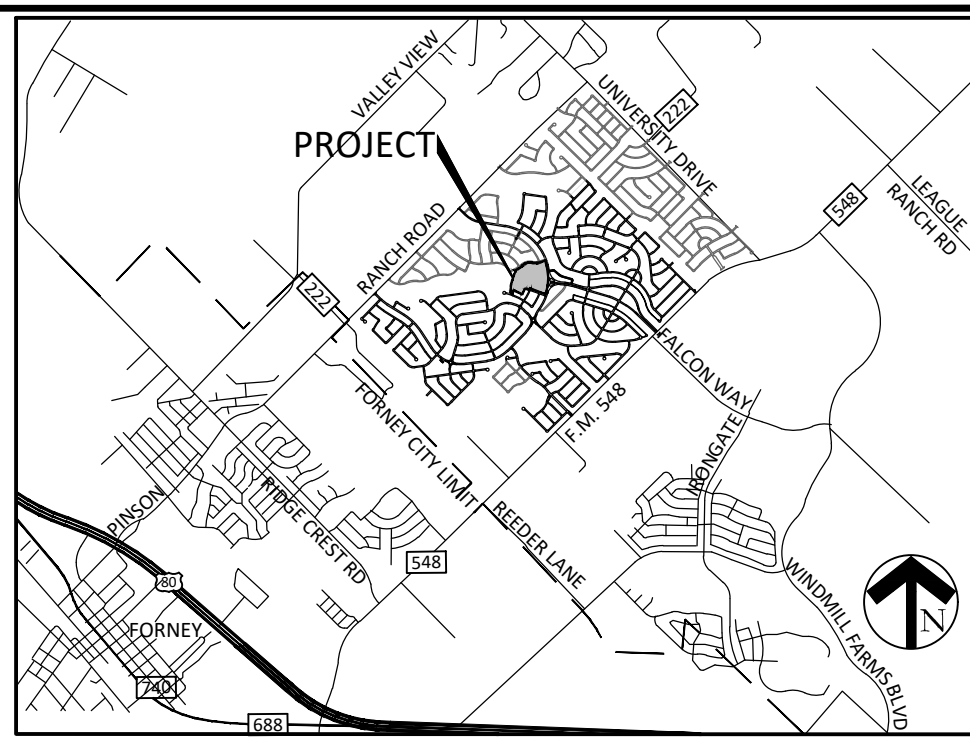 VALLEY VIEW
UNIVERSITY DRIVE
222
PROJECT
LEAGUE
RANCH RD
548
RANCH ROAD
222
FALCON WAY
FORNEY CITY LIMIT
F.M. 548
IRONGATE
RIDGE CREST RD
PINSON
REEDER LANE
548
80
WINDMILL FARMS BLVD
N
FORNEY
740
688